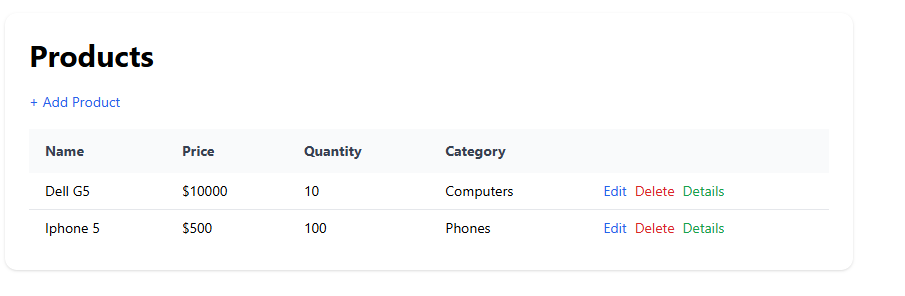 Products
+ Add Product
Name Price Quantity Category
Dell G5 $10000 10 Computers Edit Delete Details
Iphone 5 $500 100 Phones Edit Delete Details